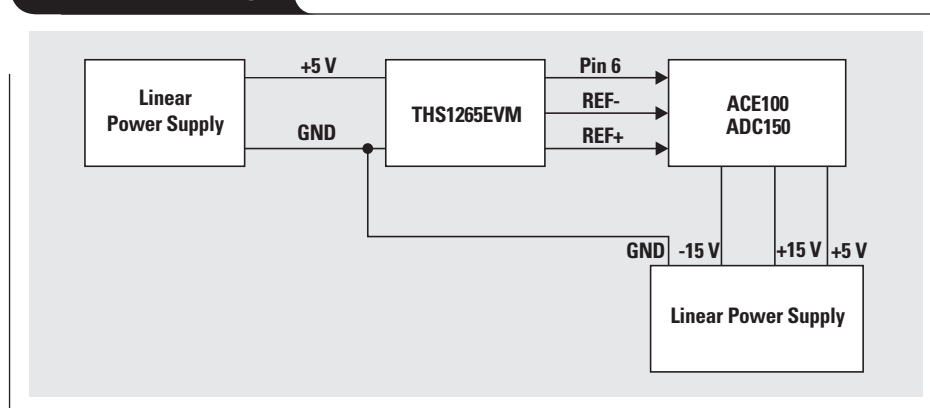 Linear
Power Supply
+5 V
GND
THS1265EVM
Pin 6
REF-
REF+
ACE100
ADC150
GND
-15 V
+15 V
+5 V
Linear Power Supply